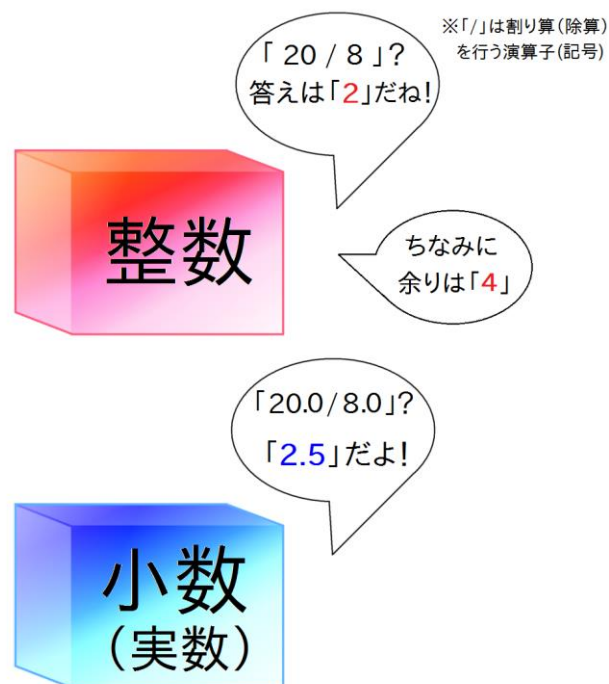 ※「/」は割り算(除算)
を行う演算子(記号)
「 20 / 8 」?
答えは「2」だね!
整数
ちなみに
余りは「4」
「20.0/8.0」?
「2.5」だよ!
小数
(実数)